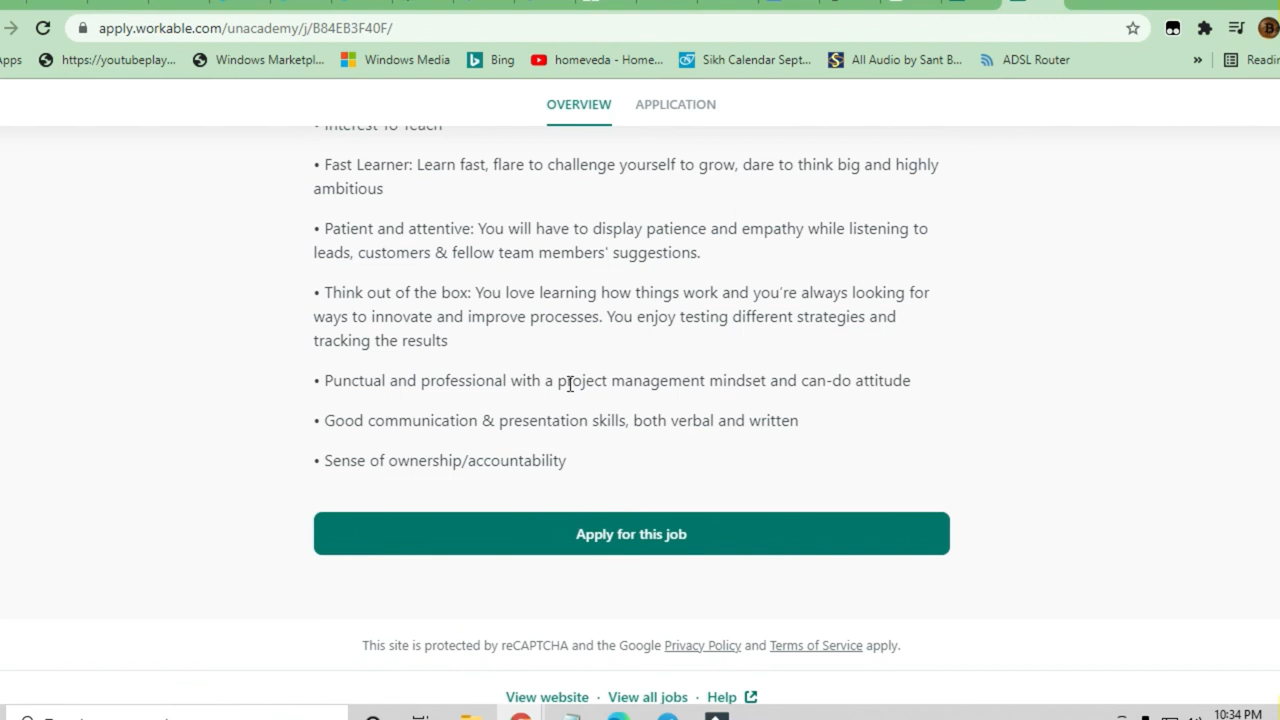 apply.workable.com/unacademy/j/B84EB3F40F/
Apps https://youtubeplay... Windows Marketpl... Windows Media Bing homeveda - Home... Sikh Calendar Sept... All Audio by Sant B... ADSL Router » Readin
OVERVIEW APPLICATION
• Interest To Teach
• Fast Learner: Learn fast, flare to challenge yourself to grow, dare to think big and highly
ambitious
• Patient and attentive: You will have to display patience and empathy while listening to
leads, customers & fellow team members' suggestions.
• Think out of the box: You love learning how things work and you're always looking for
ways to innovate and improve processes. You enjoy testing different strategies and
tracking the results
• Punctual and professional with a project management mindset and can-do attitude
• Good communication & presentation skills, both verbal and written
• Sense of ownership/accountability
Apply for this job
This site is protected by reCAPTCHA and the Google Privacy Policy and Terms of Service apply.
View website · View all jobs · Help
10:34 PM